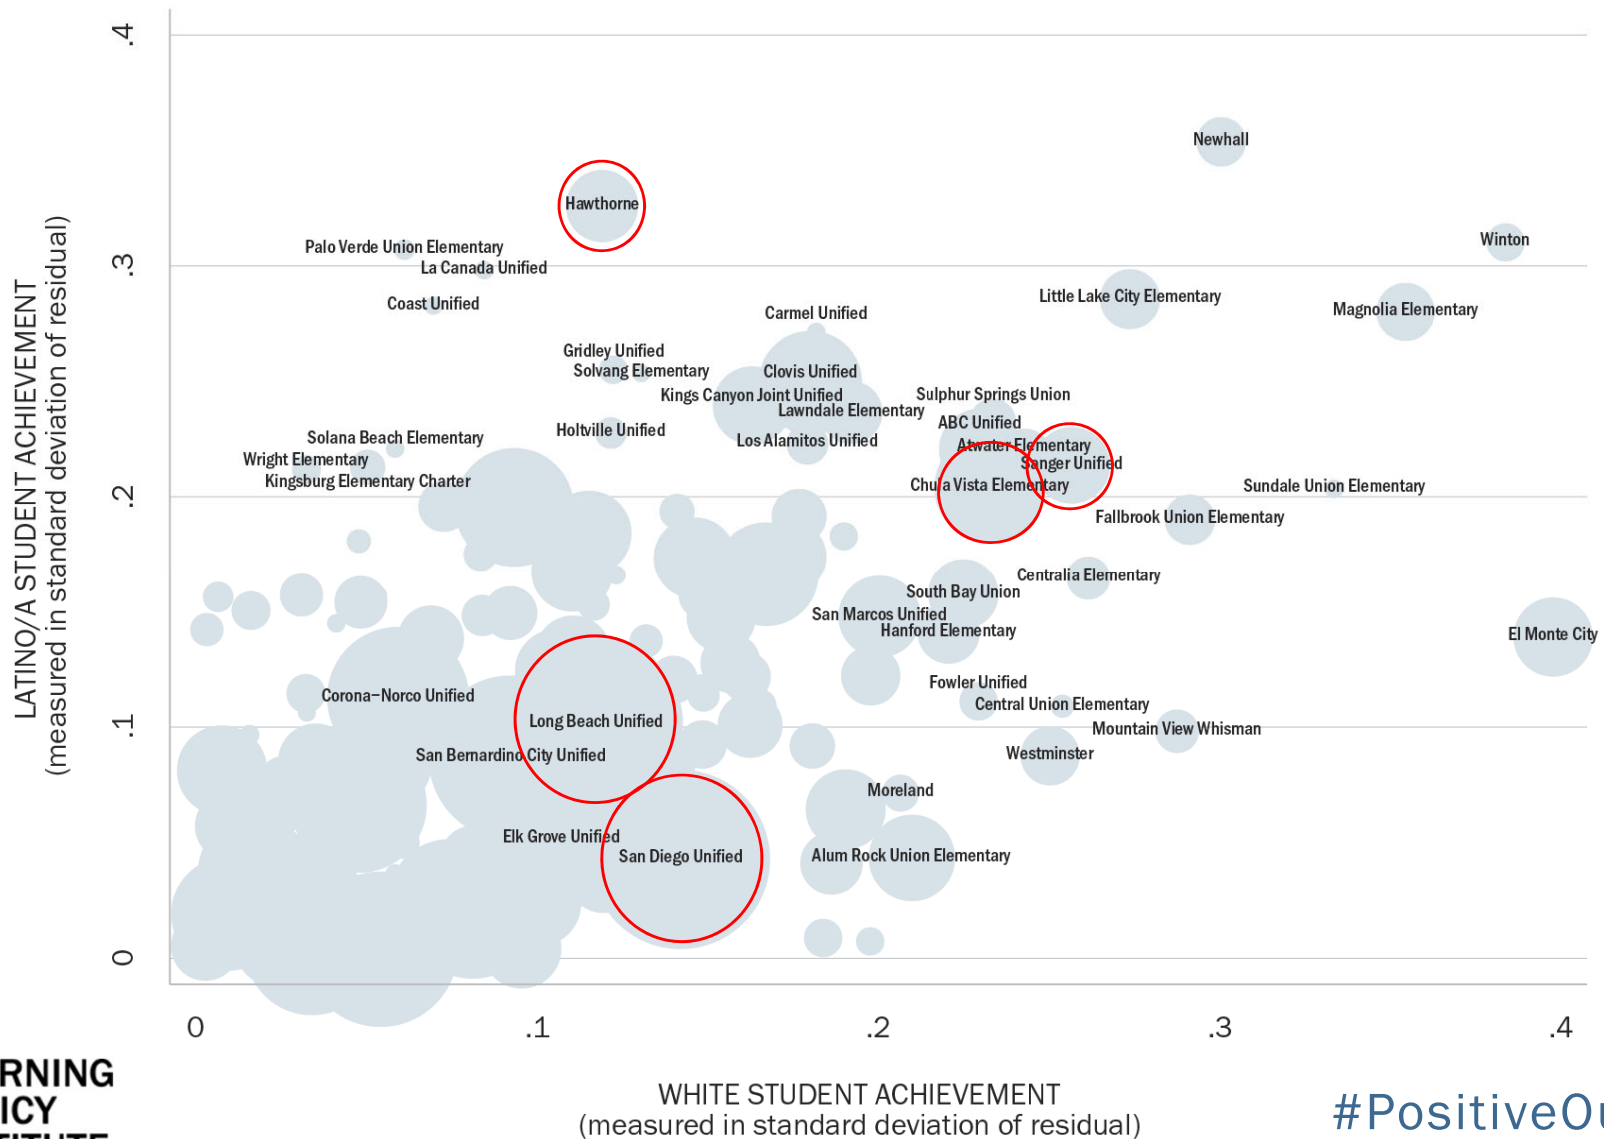 LATINO/A STUDENT ACHIEVEMENT
(measured in standard deviation of residual)
.4
.3
.2
.1
0
Newhall
Hawthorne
Winton
Palo Verde Union Elementary
La Canada Unified
Coast Unified
Little Lake City Elementary
Magnolia Elementary
Carmel Unified
Gridley Unified
Solvang Elementary
Clovis Unified
Kings Canyon Joint Unified
Lawndale Elementary
Sulphur Springs Union
ABC Unified
Holtville Unified
Los Alamitos Unified
Atwater Elementary
Sanger Unified
Solana Beach Elementary
Wright Elementary
Kingsburg Elementary Charter
Chula Vista Elementary
Sundale Union Elementary
Fallbrook Union Elementary
Centralia Elementary
South Bay Union
San Marcos Unified
Hanford Elementary
El Monte City
Fowler Unified
Central Union Elementary
Mountain View Whisman
Westminster
Corona–Norco Unified
Long Beach Unified
San Bernardino City Unified
Moreland
Elk Grove Unified
San Diego Unified
Alum Rock Union Elementary
0 .1 .2 .3 .4
WHITE STUDENT ACHIEVEMENT
(measured in standard deviation of residual)
RNING
ICY
TITUTE
#PositiveOu